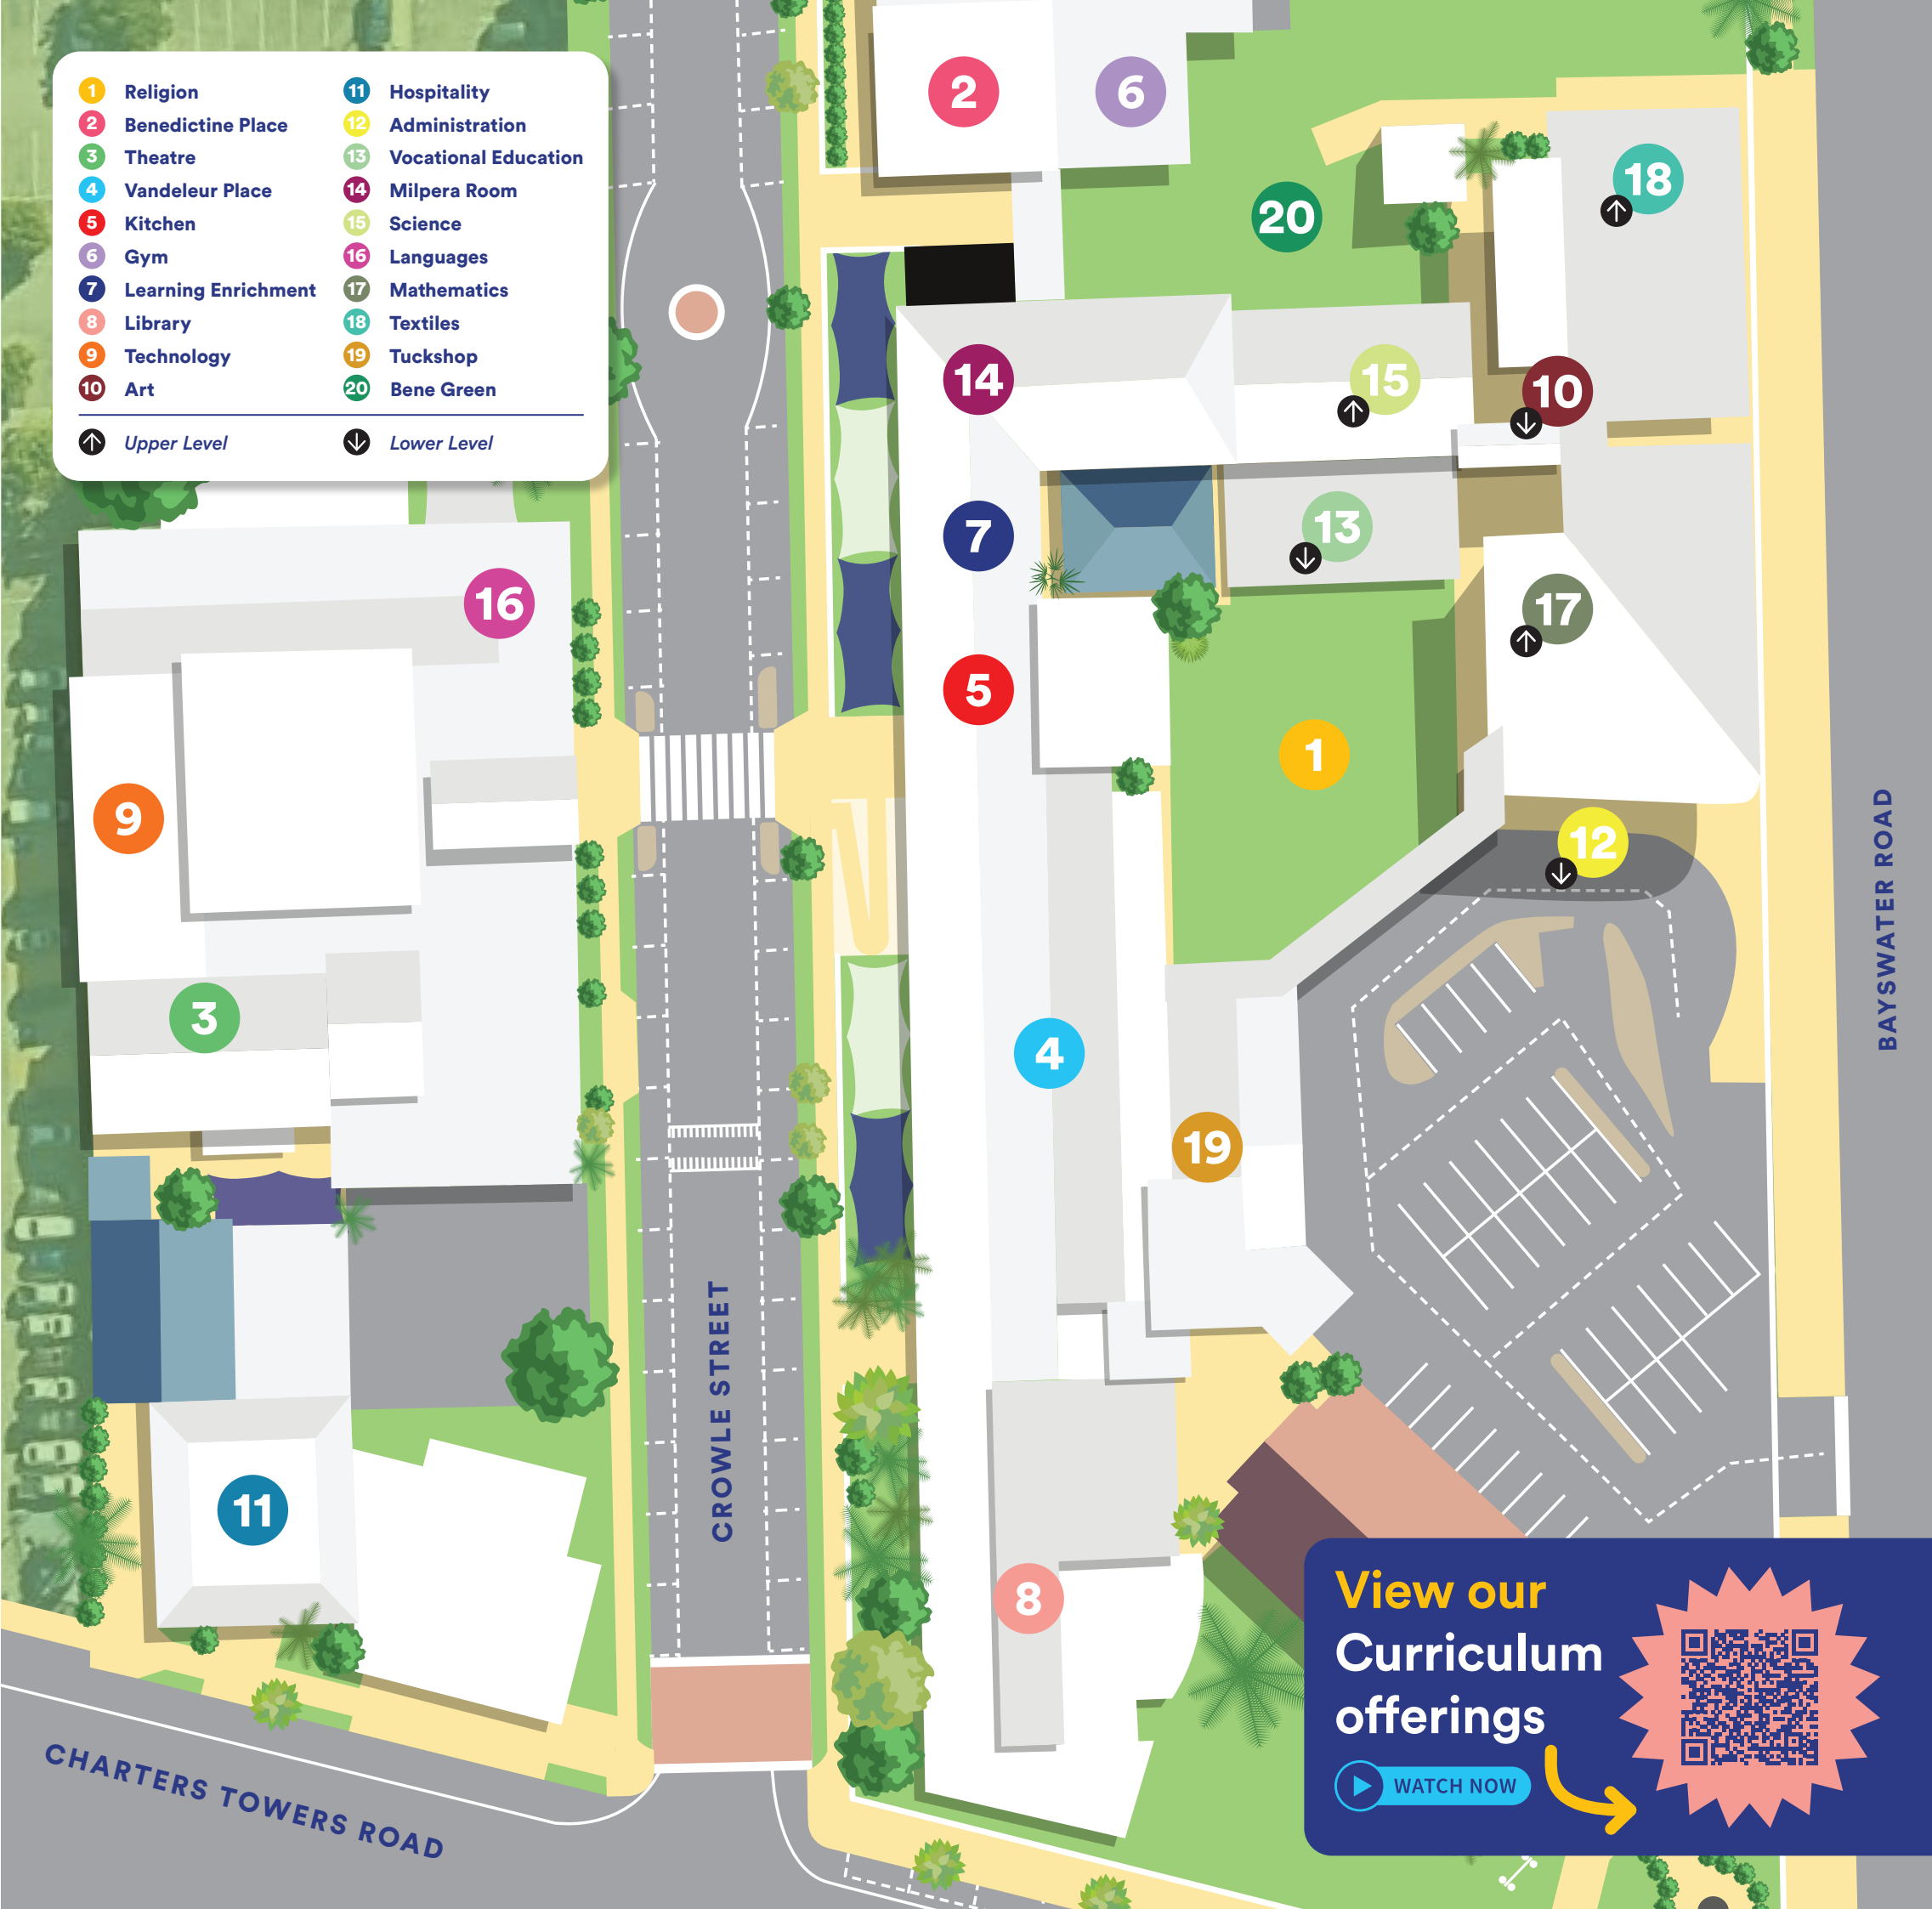 1 Religion
2 Benedictine Place
3 Theatre
4 Vandeleur Place
5 Kitchen
6 Gym
7 Learning Enrichment
8 Library
9 Technology
10 Art
11 Hospitality
12 Administration
13 Vocational Education
14 Milpera Room
15 Science
16 Languages
17 Mathematics
18 Textiles
19 Tuckshop
20 Bene Green
Upper Level
Lower Level
2
6
18
20
14
15
10
7
13
16
17
5
1
9
12
3
4
19
11
8
BAYSWATER ROAD
CROWLE STREET
CHARTERS TOWERS ROAD
View our
Curriculum
offerings
WATCH NOW